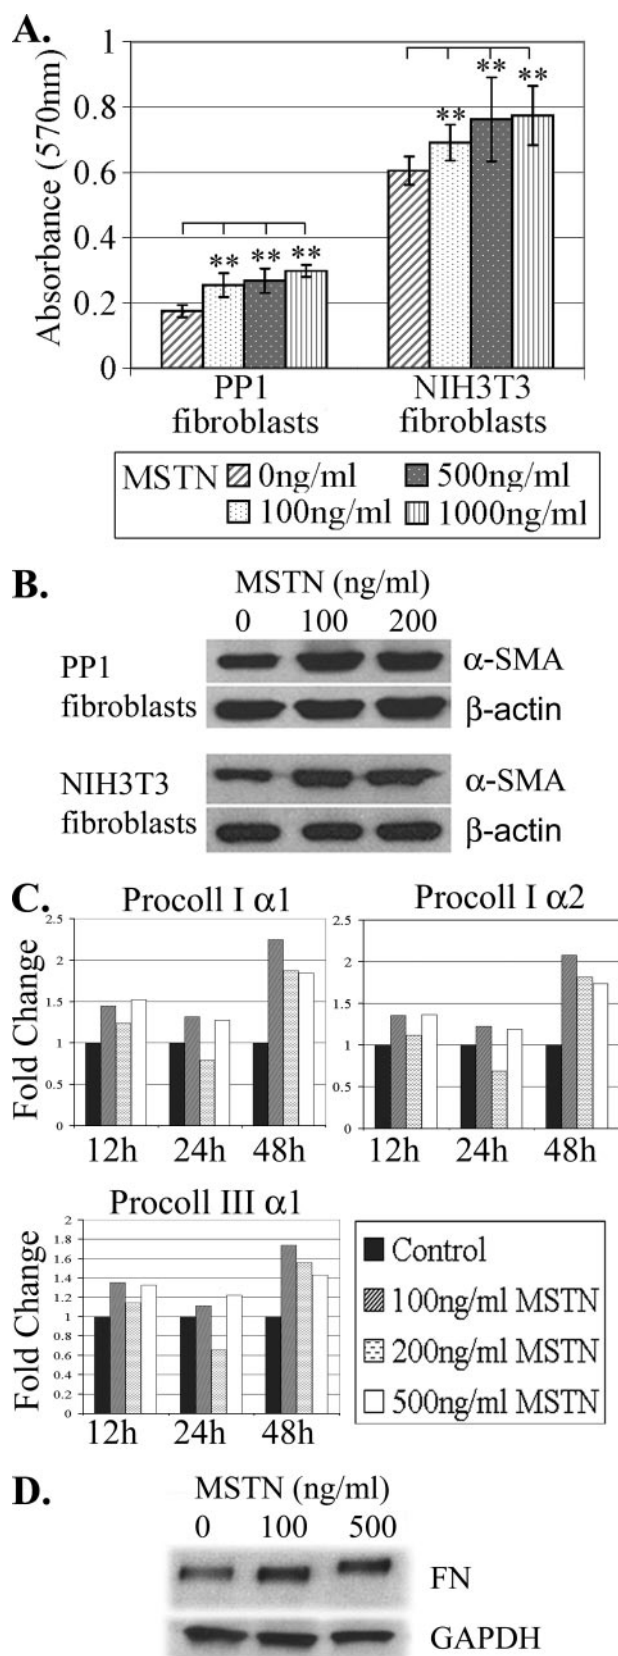 A.
Absorbance (570nm)
1
0.8
0.6
0.4
0.2
0
** ** **
** ** **
PP1 fibroblasts
NIH3T3 fibroblasts
MSTN
0ng/ml
500ng/ml
100ng/ml
1000ng/ml
B.
MSTN (ng/ml)
0 100 200
PP1 fibroblasts
α-SMA
β-actin
NIH3T3 fibroblasts
α-SMA
β-actin
C.
Procoll I α1
Fold Change
2.5
2
1.5
1
0.5
0
12h 24h 48h
Procoll I α2
2.5
2
1.5
1
0.5
0
12h 24h 48h
Procoll III α1
Fold Change
2
1.8
1.6
1.4
1.2
1
0.8
0.6
0.4
0.2
0
12h 24h 48h
Control
100ng/ml MSTN
200ng/ml MSTN
500ng/ml MSTN
D.
MSTN (ng/ml)
0 100 500
FN
GAPDH